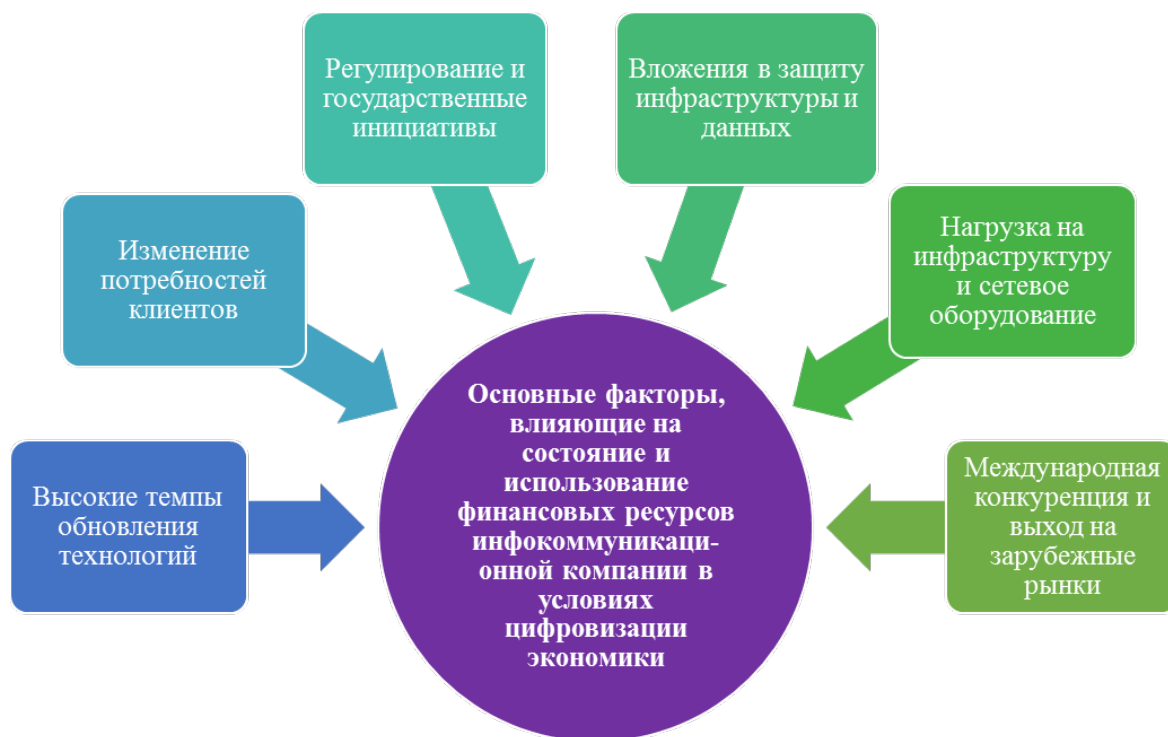 Регулирование и
государственные
инициативы
Вложения в защиту
инфраструктуры и
данных
Изменение
потребностей
клиентов
Нагрузка на
инфраструктуру
и сетевое
оборудование
Высокие темпы
обновления
технологий
Основные факторы,
влияющие на
состояние и
использование
финансовых ресурсов
инфокоммуникаци-
онной компании в
условиях
цифровизации
экономики
Международная
конкуренция и
выход на
зарубежные
рынки